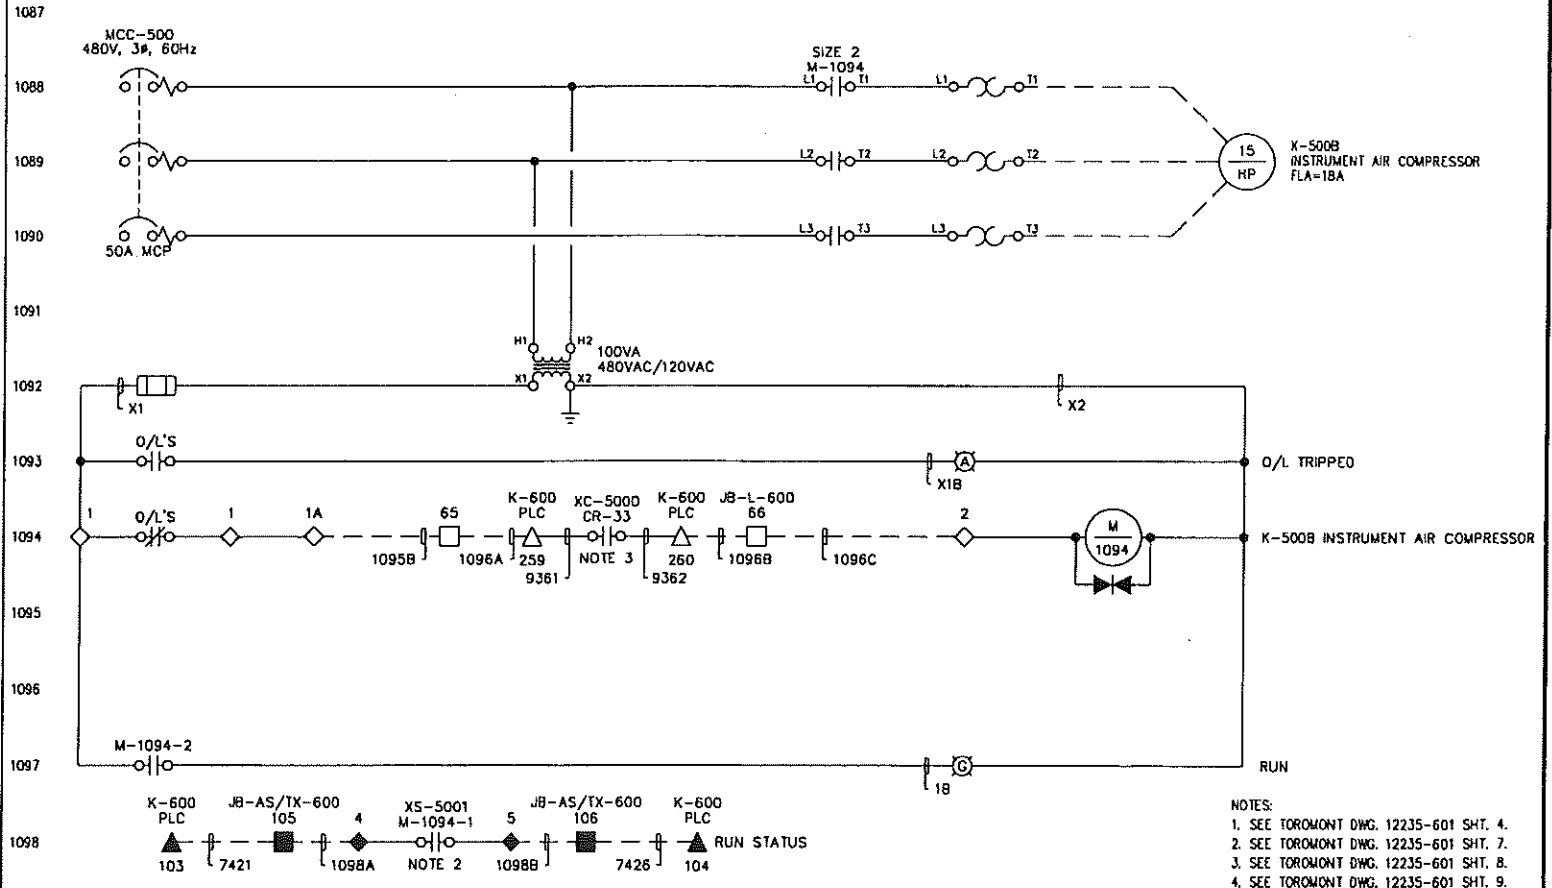 1087
MCC-500
480V, 3ø, 60Hz
SIZE 2
M-1094
1088
L1 T1 L1 T1
1089
L2 T2 L2 T2
15
HP
K-500B
INSTRUMENT AIR COMPRESSOR
FLA=18A
1090
L3 T3 L3 T3
50A MCP
1091
H1 H2
100VA
480VAC/120VAC
X1 X2
1092
X1
X2
O/L'S
1093
A
O/L TRIPPED
X1B
1094
1
O/L'S
1
1A
65
K-600
PLC
XC-5000
CR-33
K-600
PLC
JB-L-600
66
2
M
1094
K-500B INSTRUMENT AIR COMPRESSOR
1095B
1096A
259
9361
NOTE 3
9362
260
1096B
1096C
1095
1096
M-1094-2
1097
G
RUN
1B
K-600
PLC
JB-AS/TX-600
105
4
XS-5001
M-1094-1
5
JB-AS/TX-600
106
K-600
PLC
1098
RUN STATUS
103
7421
1098A
NOTE 2
1098B
7426
104
NOTES:
1. SEE TOROMONT DWG. 12235-601 SHT. 4.
2. SEE TOROMONT DWG. 12235-601 SHT. 7.
3. SEE TOROMONT DWG. 12235-601 SHT. 8.
4. SEE TOROMONT DWG. 12235-601 SHT. 9.